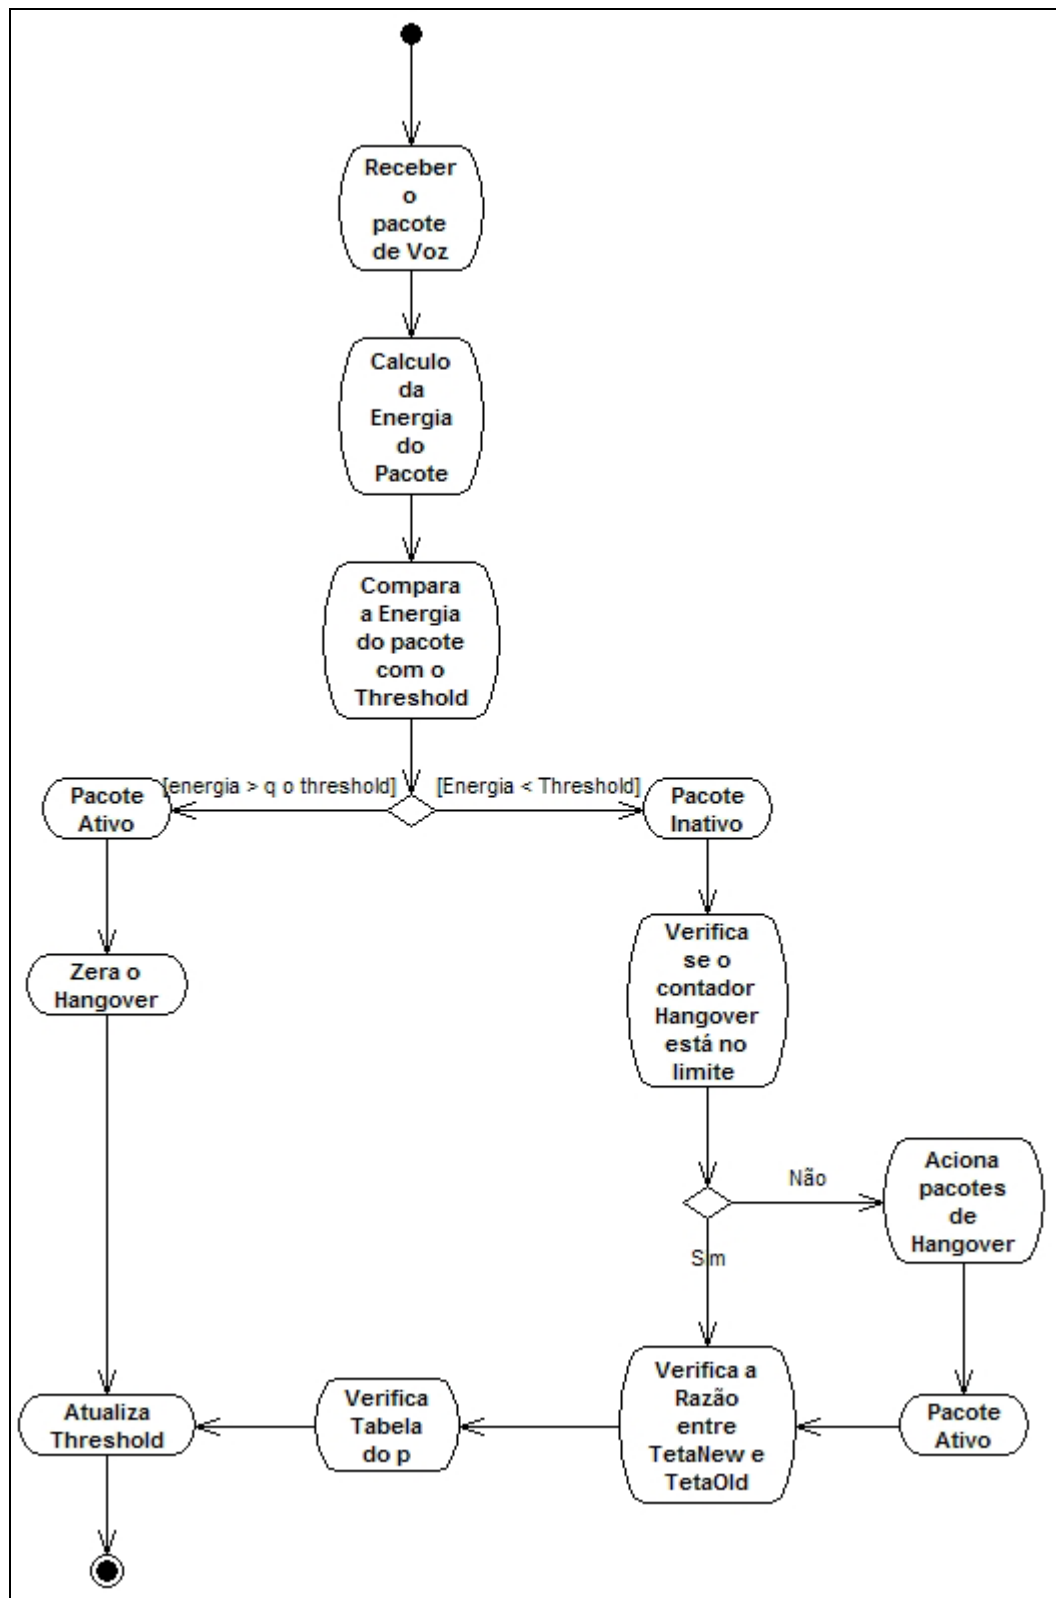 Receber
o
pacote
de Voz
Calculo
da
Energia
do
Pacote
Compara
a Energia
do pacote
com o
Threshold
[energia > q o threshold]
[Energia < Threshold]
Pacote
Ativo
Pacote
Inativo
Zera o
Hangover
Verifica
se o
contador
Hangover
está no
limite
Não
Aciona
pacotes
de
Hangover
Sim
Atualiza
Threshold
Verifica
Tabela
do p
Verifica a
Razão
entre
TetaNew e
TetaOld
Pacote
Ativo